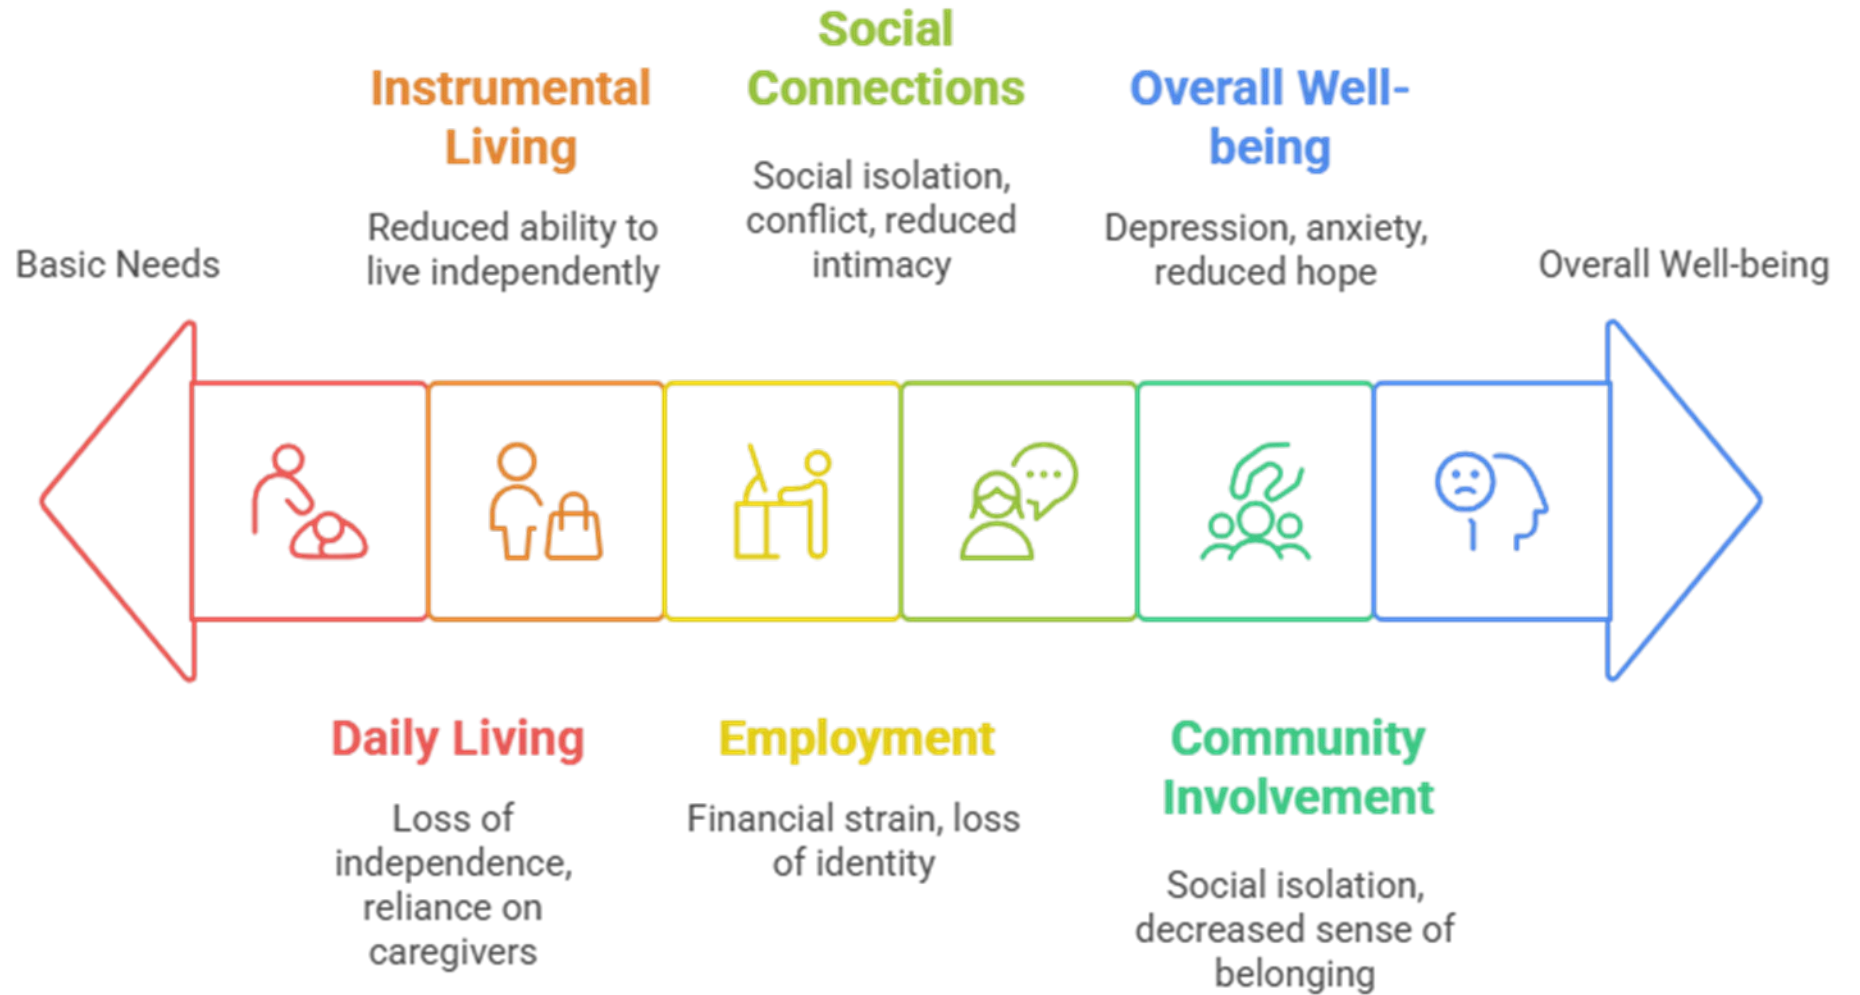 Social
Connections
Instrumental
Living
Overall Well-
being
Social isolation,
conflict, reduced
intimacy
Reduced ability to
live independently
Depression, anxiety,
reduced hope
Basic Needs
Overall Well-being
Daily Living
Loss of
independence,
reliance on
caregivers
Employment
Financial strain, loss
of identity
Community
Involvement
Social isolation,
decreased sense of
belonging